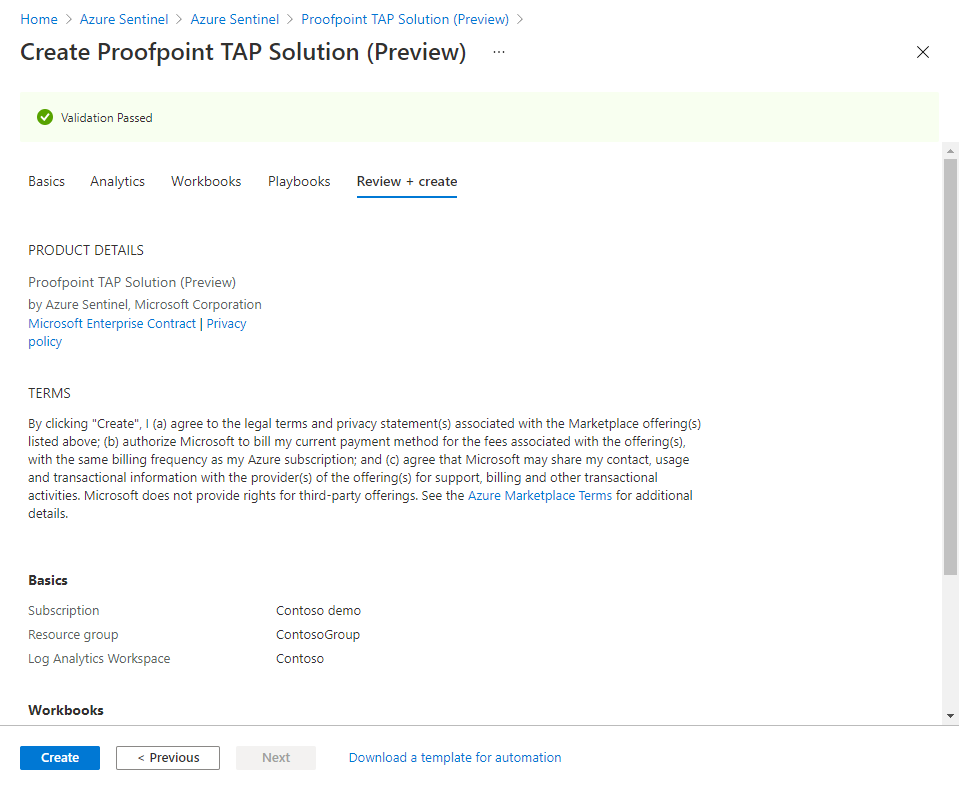 Home > Azure Sentinel > Azure Sentinel > Proofpoint TAP Solution (Preview) >
Create Proofpoint TAP Solution (Preview) ...
Validation Passed
Basics Analytics Workbooks Playbooks Review + create
PRODUCT DETAILS
Proofpoint TAP Solution (Preview)
by Azure Sentinel, Microsoft Corporation
Microsoft Enterprise Contract | Privacy
policy
TERMS
By clicking "Create", I (a) agree to the legal terms and privacy statement(s) associated with the Marketplace offering(s)
listed above; (b) authorize Microsoft to bill my current payment method for the fees associated with the offering(s),
with the same billing frequency as my Azure subscription; and (c) agree that Microsoft may share my contact, usage
and transactional information with the provider(s) of the offering(s) for support, billing and other transactional
activities. Microsoft does not provide rights for third-party offerings. See the Azure Marketplace Terms for additional
details.
Basics
Subscription Contoso demo
Resource group ContosoGroup
Log Analytics Workspace Contoso
Workbooks
Create < Previous Next Download a template for automation